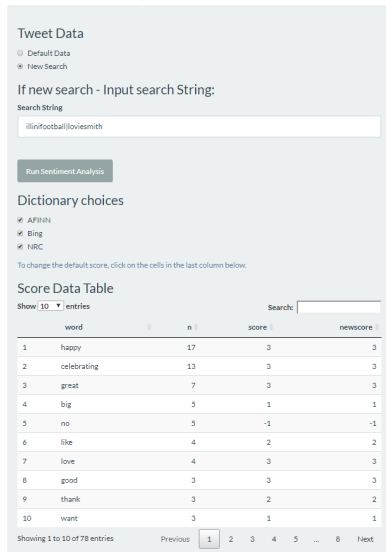 Tweet Data
Default Data
New Search
If new search - Input search String:
Search String
illinifootball|loviesmith
Run Sentiment Analysis
Dictionary choices
AFINN
Bing
NRC
To change the default score, click on the cells in the last column below.
Score Data Table
Show 10 entries Search:
word n score newscore
1 happy 17 3 3
2 celebrating 13 3 3
3 great 7 3 3
4 big 5 1 1
5 no 5 -1 -1
6 like 4 2 2
7 love 4 3 3
8 good 3 3 3
9 thank 3 2 2
10 want 3 1 1
Showing 1 to 10 of 78 entries Previous 1 2 3 4 5 ... 8 Next